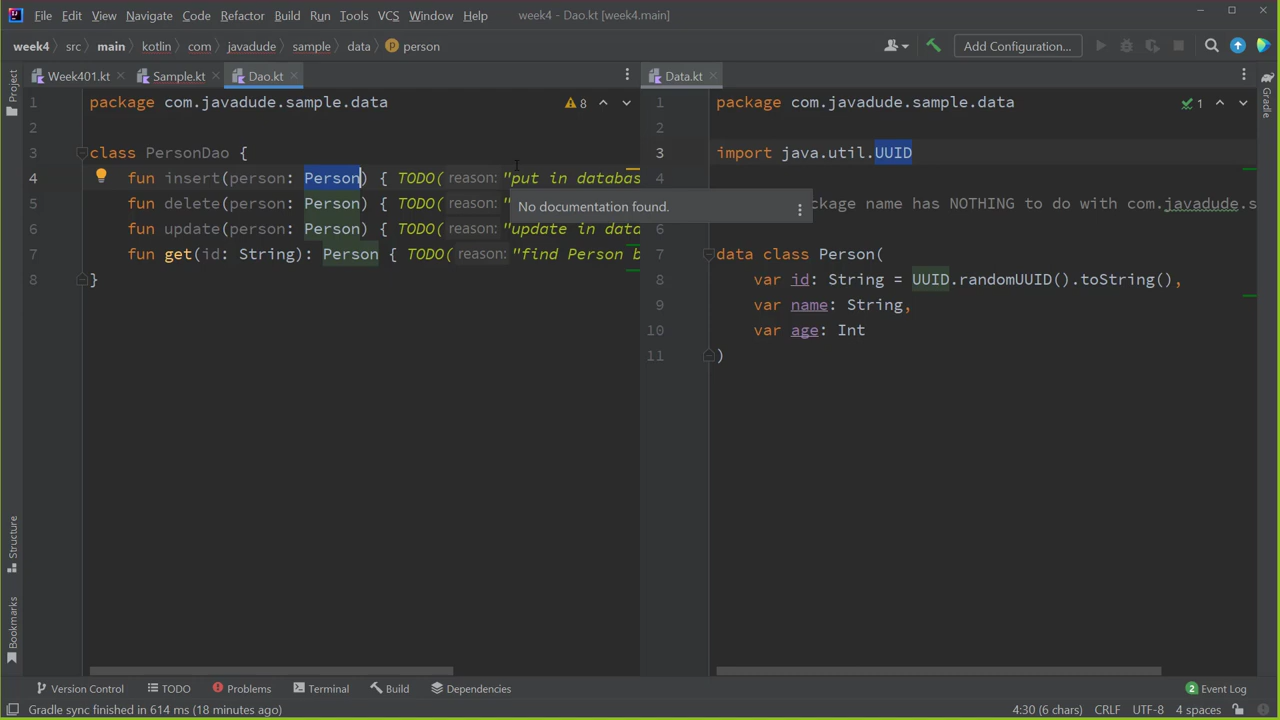 File Edit View Navigate Code Refactor Build Run Tools VCS Window Help week4 - Dao.kt [week4.main]
week4 src main kotlin com javadude sample data person Add Configuration...
Project
Structure
Bookmarks
Week401.kt Sample.kt Dao.kt
1 package com.javadude.sample.data 8
2
3 class PersonDao {
4 fun insert(person: Person) { TODO( reason: "put in databas
5 fun delete(person: Person) { TODO( reason: "
6 fun update(person: Person) { TODO( reason: "update in data
7 fun get(id: String): Person { TODO( reason: "find Person b
8 }
No documentation found.
Data.kt
1 package com.javadude.sample.data 1
2
3 import java.util.UUID
4
ackage name has NOTHING to do with com.javadude.s
6
7 data class Person(
8 var id: String = UUID.randomUUID().toString(),
9 var name: String,
10 var age: Int
11 )
Gradle
Version Control TODO Problems Terminal Build Dependencies 2 Event Log
Gradle sync finished in 614 ms (18 minutes ago) 4:30 (6 chars) CRLF UTF-8 4 spaces